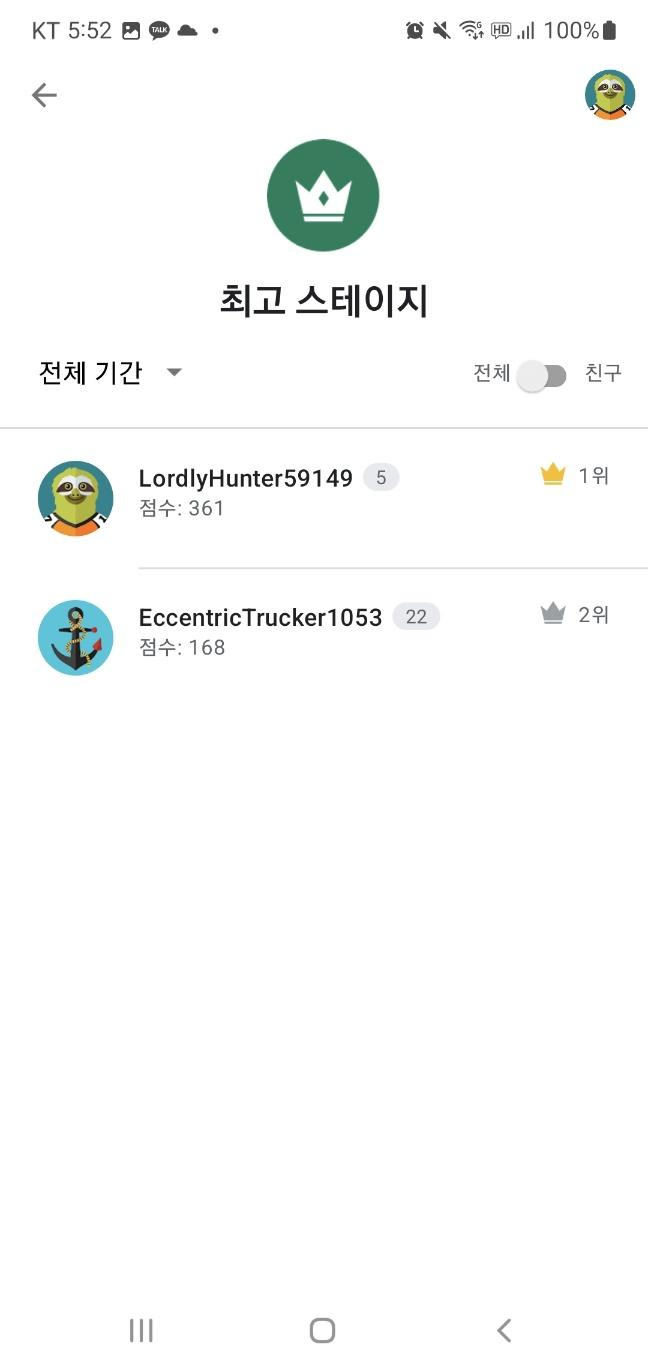 KT 5:52 TALK HD 100%
최고 스테이지
전체 기간 전체 친구
LordlyHunter59149 5 1위
점수: 361
EccentricTrucker1053 22 2위
점수: 168